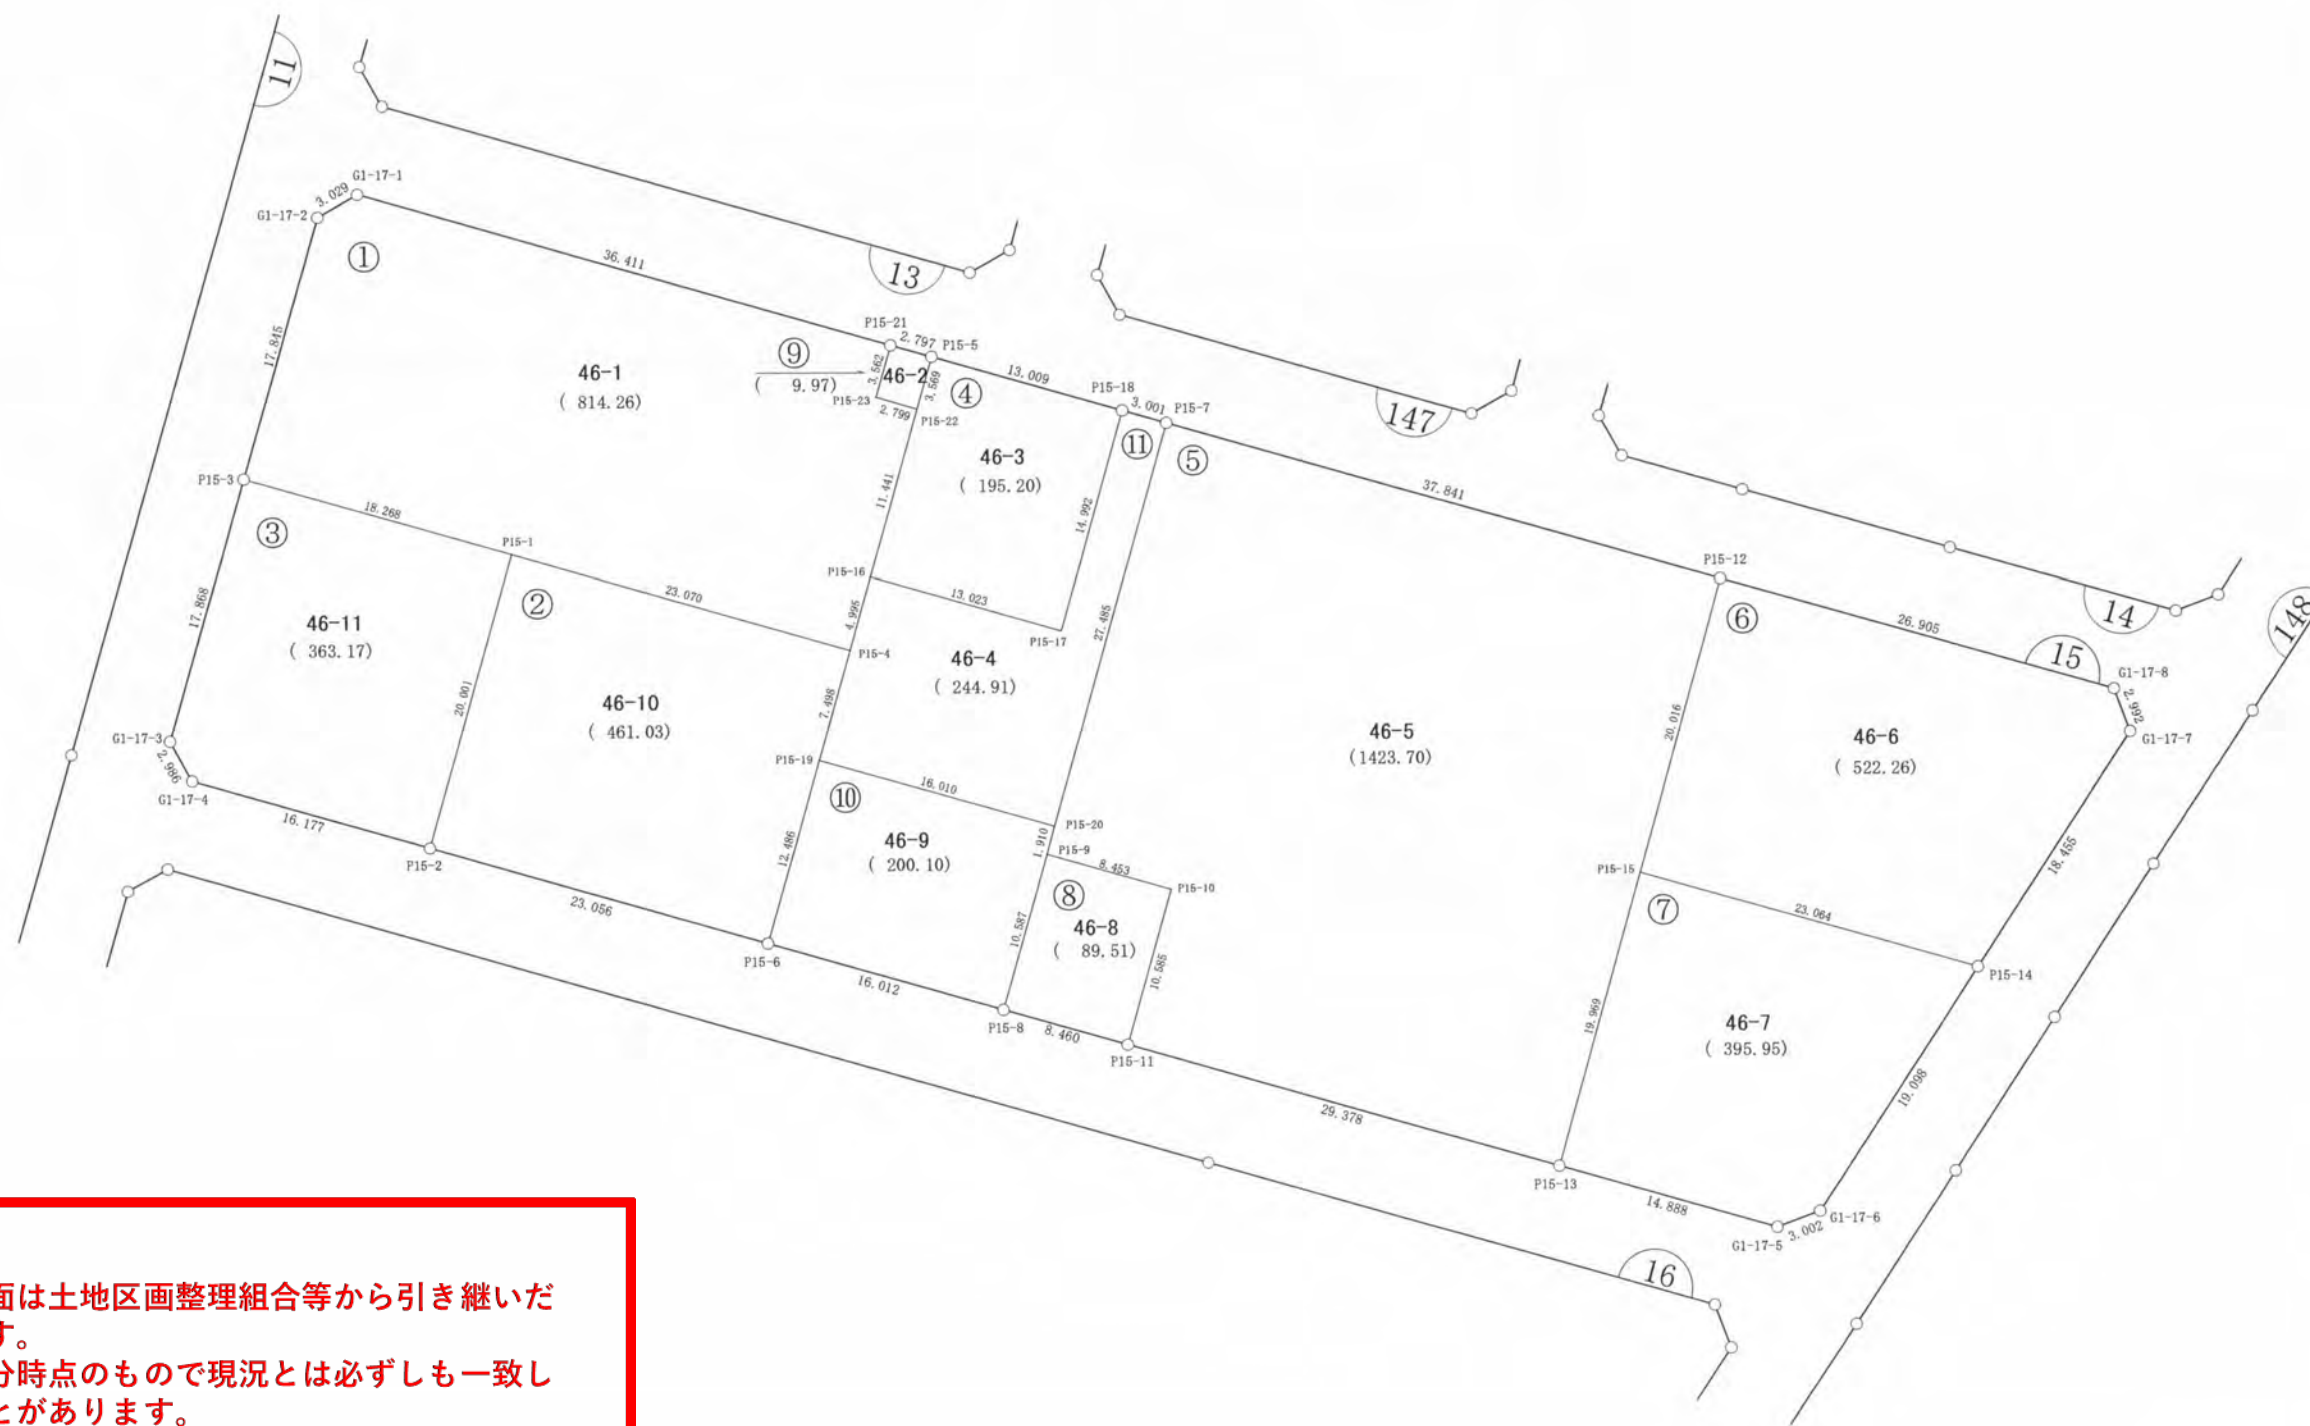 11
G1-17-1
3.029
G1-17-2
①
36.411
13
17.845
P15-21
2.797
P15-5
⑨
( 9.97)
46-2
3.562
3.569
P15-23
2.799
P15-22
46-1
( 814.26)
④
13.009
P15-18
3.001
P15-7
⑪
⑤
147
46-3
( 195.20)
11.441
14.992
37.841
P15-3
18.268
③
P15-1
②
23.070
P15-16
13.023
P15-17
4.995
P15-4
27.485
P15-12
⑥
26.905
14
15
148
G1-17-8
2.992
G1-17-7
17.868
46-11
( 363.17)
20.001
46-10
( 461.03)
7.498
46-4
( 244.91)
46-5
(1423.70)
20.016
46-6
( 522.26)
G1-17-3
2.986
G1-17-4
16.177
P15-2
P15-19
⑩
16.010
P15-20
1.910
P15-9
8.453
P15-10
12.486
46-9
( 200.10)
⑧
46-8
( 89.51)
10.587
10.585
P15-15
⑦
23.064
18.455
P15-14
23.056
P15-6
16.012
P15-8
8.460
P15-11
29.378
19.969
46-7
( 395.95)
19.098
P15-13
14.888
G1-17-5
3.002
G1-17-6
16
面は土地区画整理組合等から引き継いだ
す。
分時点のもので現況とは必ずしも一致し
とがあります。